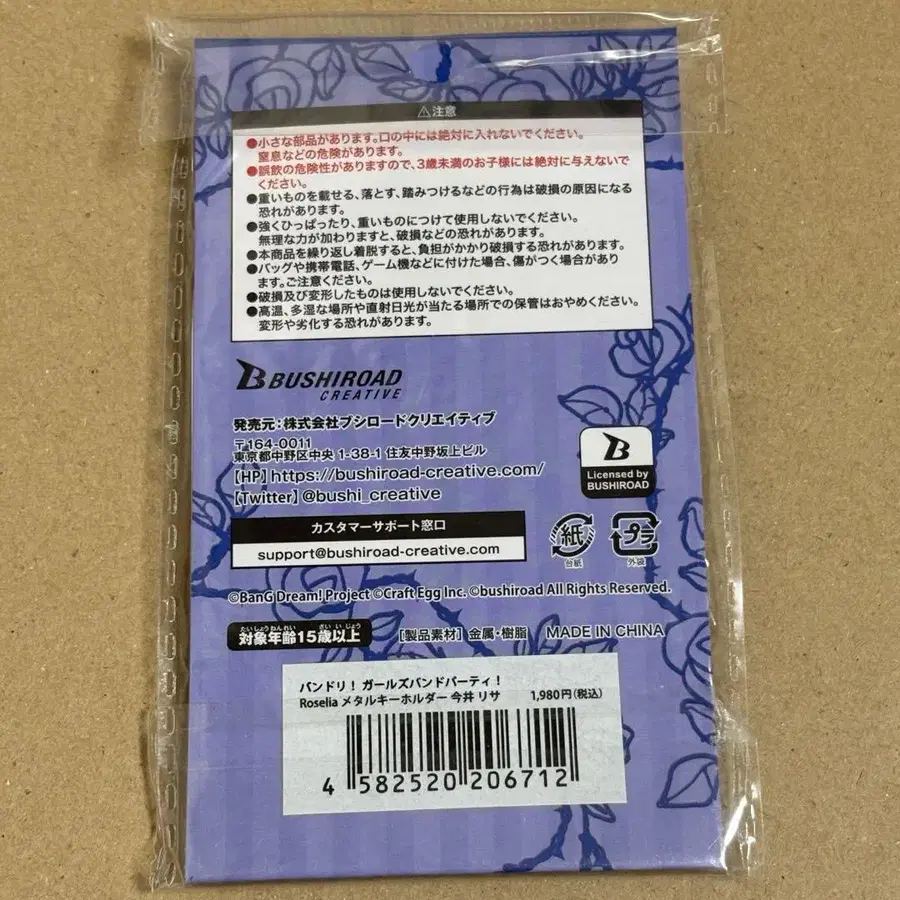 ⚠注意
●小さな部品があります。口の中には絶対に入れないでください。
窒息などの危険があります。
●誤飲の危険性がありますので、3歳未満のお子様には絶対に与えないで
ください。
●重いものを載せる、落とす、踏みつけるなどの行為は破損の原因になる
恐れがあります。
●強くひっぱったり、重いものにつけて使用しないでください。
無理な力が加わりますと、破損などの恐れがあります。
●本商品を繰り返し着脱すると、負担がかかり破損する恐れがあります。
●バッグや携帯電話、ゲーム機などに付けた場合、傷がつく場合があり
ます。ご注意ください。
●破損及び変形したものは使用しないでください。
●高温、多湿な場所や直射日光が当たる場所での保管はおやめください。
変形や劣化する恐れがあります。
BUSHIROAD
CREATIVE
発売元:株式会社ブシロードクリエイティブ
〒164-0011
東京都中野区中央 1-38-1 住友中野坂上ビル
【HP】https://bushiroad-creative.com/
【Twitter】@bushi_creative
Licensed by
BUSHIROAD
カスタマーサポート窓口
support@bushiroad-creative.com
紙
台紙
プラ
外袋
©BanG Dream! Project ©Craft Egg Inc. ©bushiroad All Rights Reserved.
たいしょうねんれい さい いじょう
対象年齢15歳以上
[製品素材] 金属・樹脂 MADE IN CHINA
バンドリ! ガールズバンドパーティ!
Roselia メタルキーホルダー 今井 リサ 1,980円(税込)
4 582520 206712